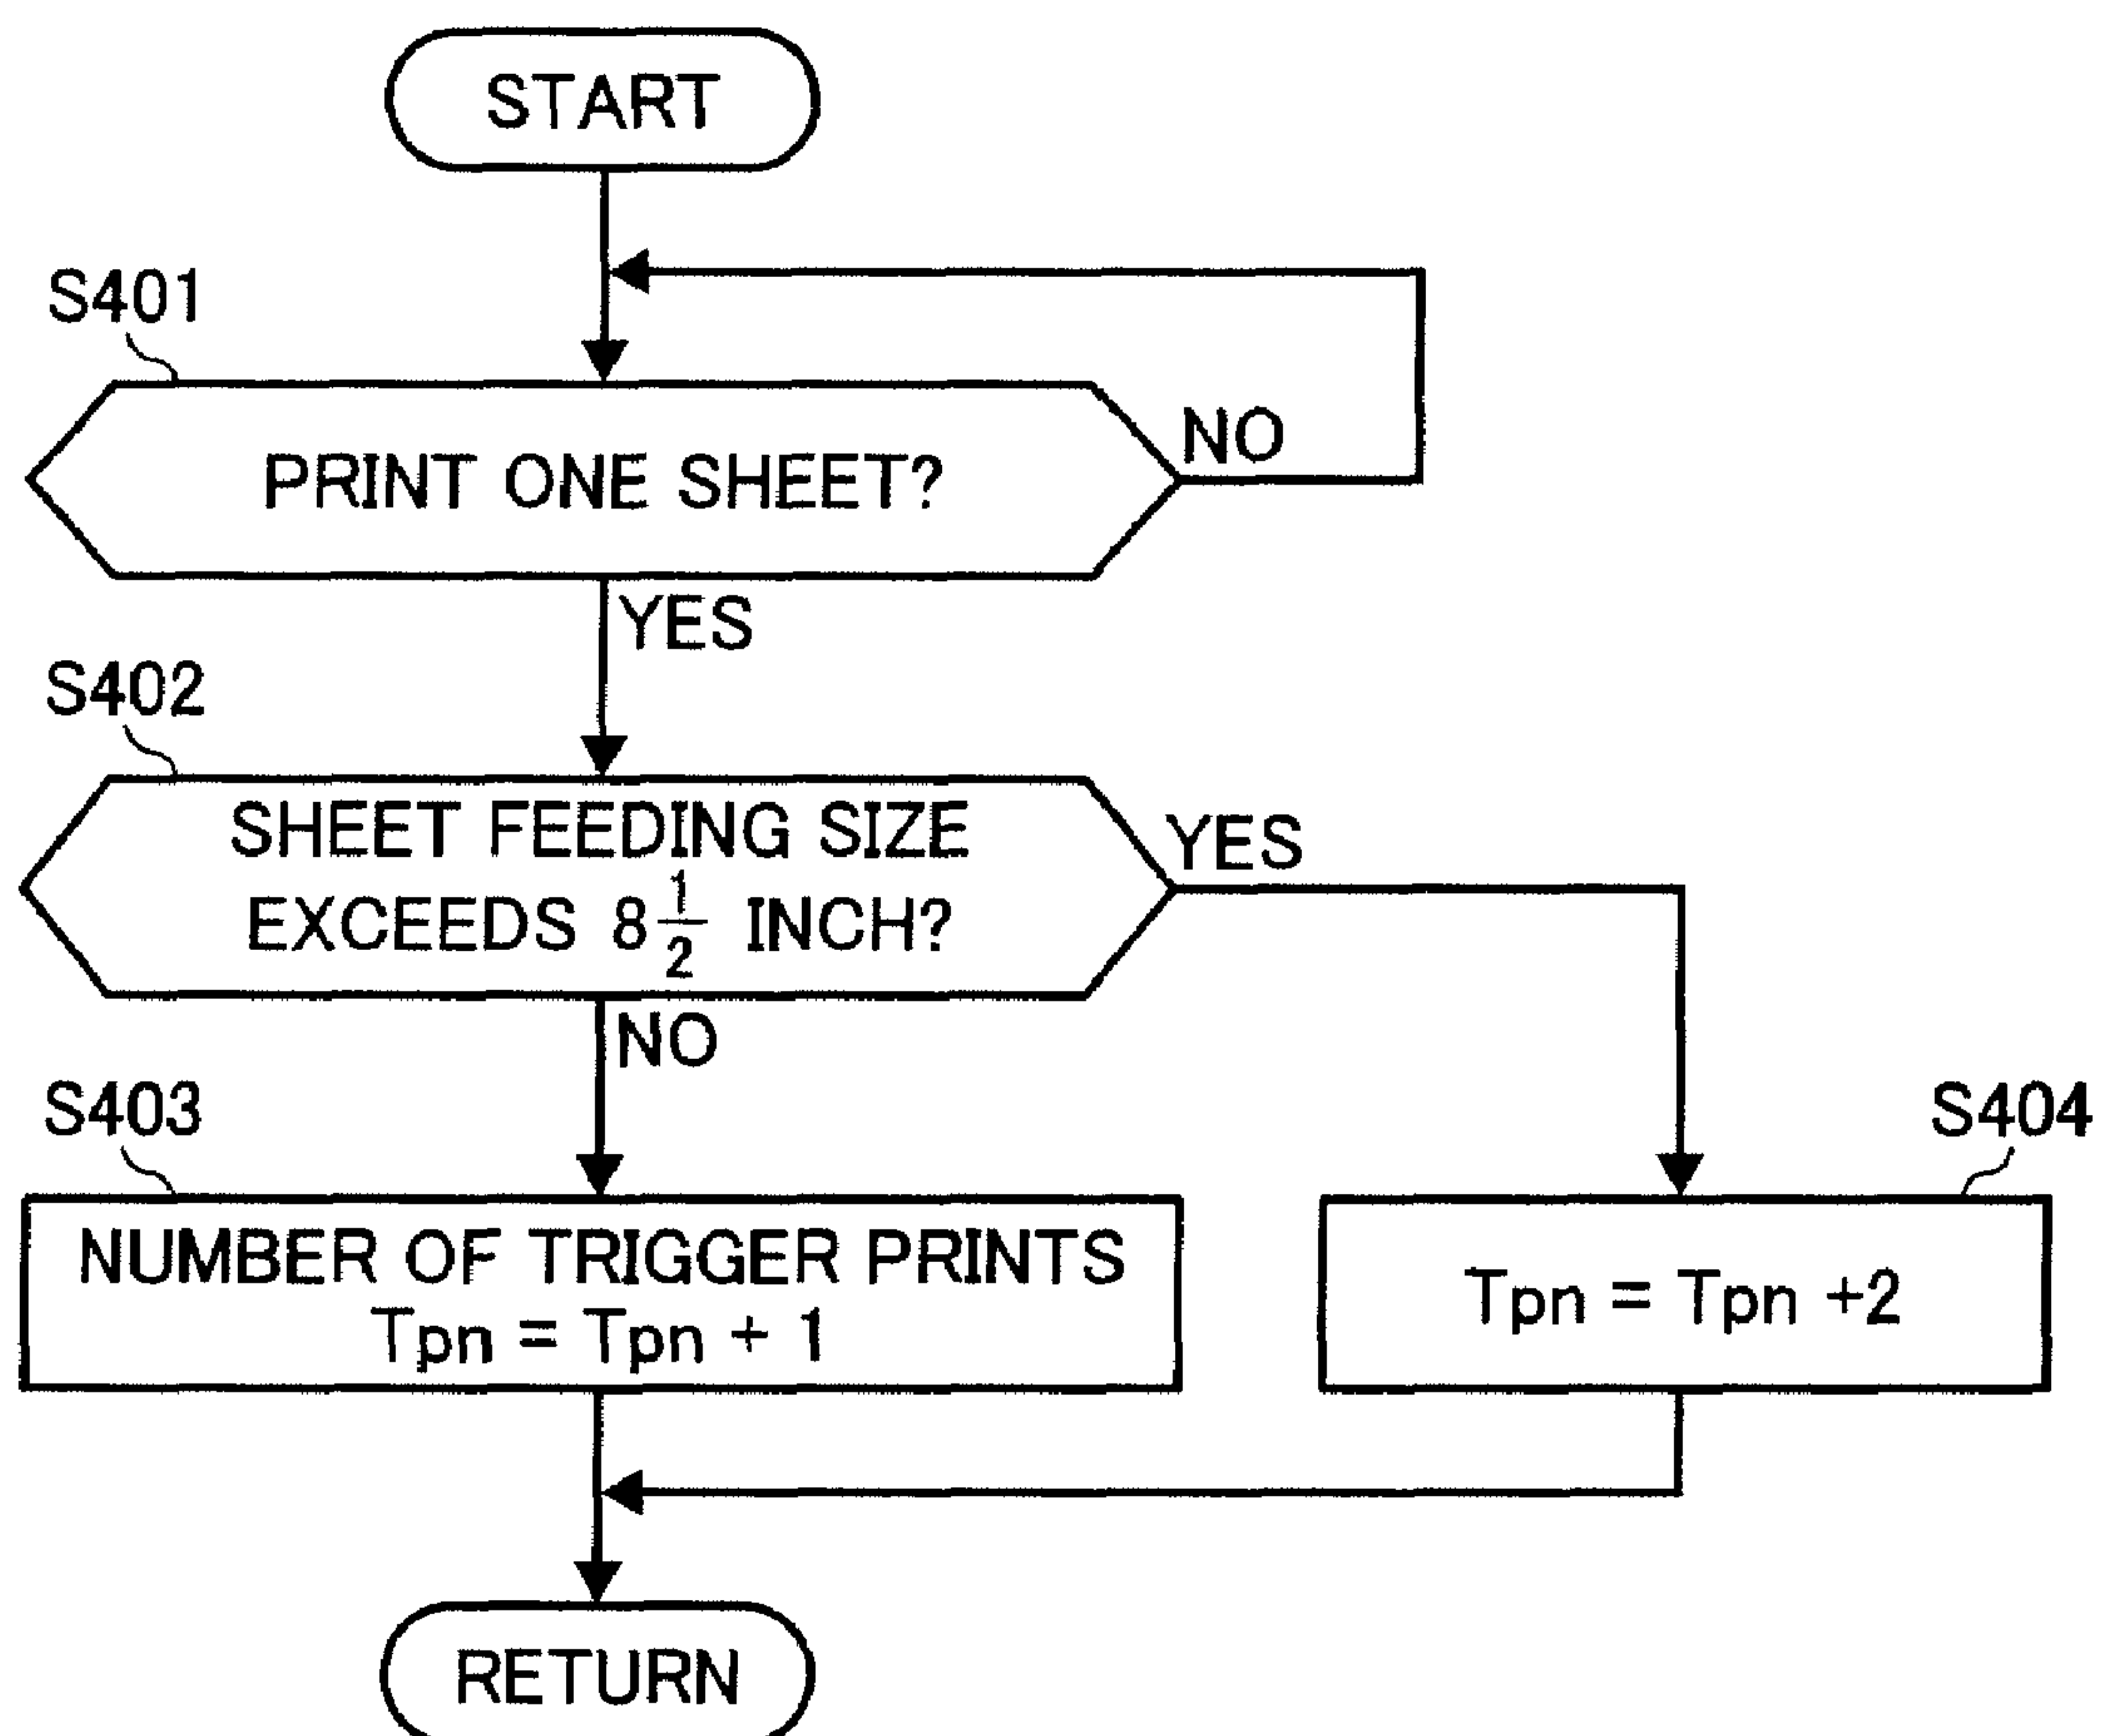 START
S401
PRINT ONE SHEET?
NO
YES
S402
SHEET FEEDING SIZE
EXCEEDS 8 1/2 INCH?
YES
NO
S403
NUMBER OF TRIGGER PRINTS
Tpn = Tpn + 1
S404
Tpn = Tpn +2
RETURN